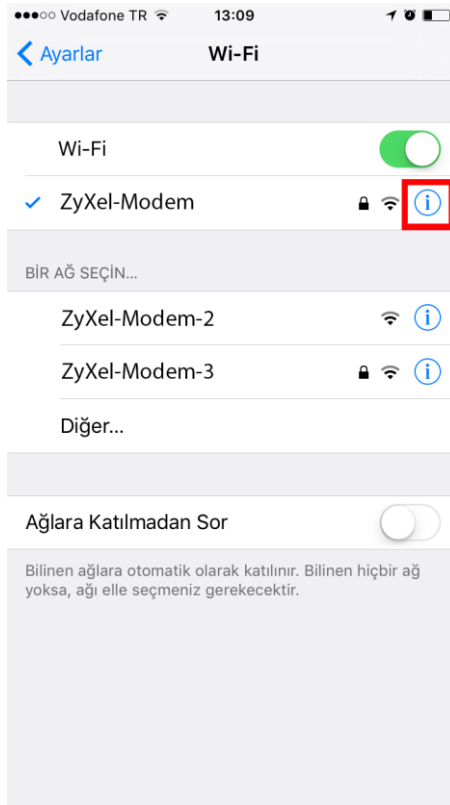 Vodafone TR 13:09
Ayarlar Wi-Fi
Wi-Fi
ZyXel-Modem
BİR AĞ SEÇİN...
ZyXel-Modem-2
ZyXel-Modem-3
Diğer...
Ağlara Katılmadan Sor
Bilinen ağlara otomatik olarak katılınır. Bilinen hiçbir ağ
yoksa, ağı elle seçmeniz gerekecektir.